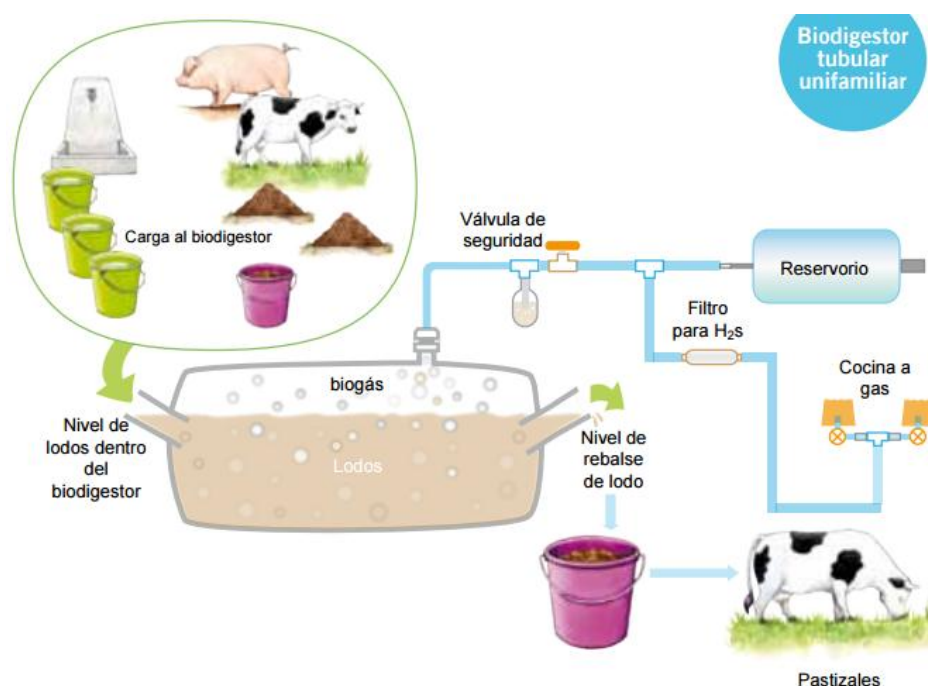 Biodigestor
tubular
unifamiliar
Carga al biodigestor
Válvula de
seguridad
Reservorio
Filtro
para H₂s
Cocina a
gas
biogás
Nivel de
lodos dentro
del
biodigestor
Lodos
Nivel de
rebalse
de lodo
Pastizales